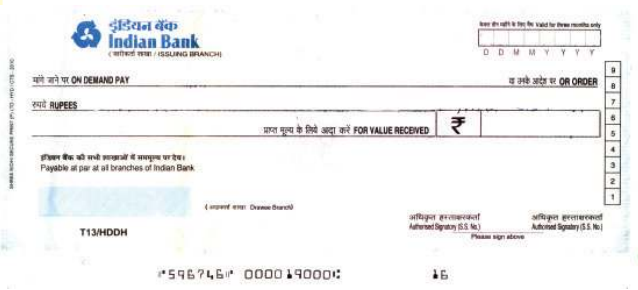 इंडियन बैंक
Indian Bank
( जारीकर्ता शाखा / ISSUING BRANCH)
केवल तीन महीने के लिए वैध Valid for three months only
D D M M Y Y Y Y
मांगे जाने पर ON DEMAND PAY
या उनके आदेश पर OR ORDER
रुपये RUPEES
प्राप्त मूल्य के लिये अदा करें FOR VALUE RECEIVED ₹
9
8
7
6
5
4
3
2
1
इंडियन बैंक की सभी शाखाओं में सममूल्य पर देय।
Payable at par at all branches of Indian Bank
( अदाकर्ता शाखा Drawee Branch)
T13/HDDH
अधिकृत हस्ताक्षरकर्ता
Authorised Signatory (S.S. No.)
अधिकृत हस्ताक्षरकर्ता
Authorised Signatory (S.S. No.)
Please sign above
⑈596746⑈ 000019000⑆ 16